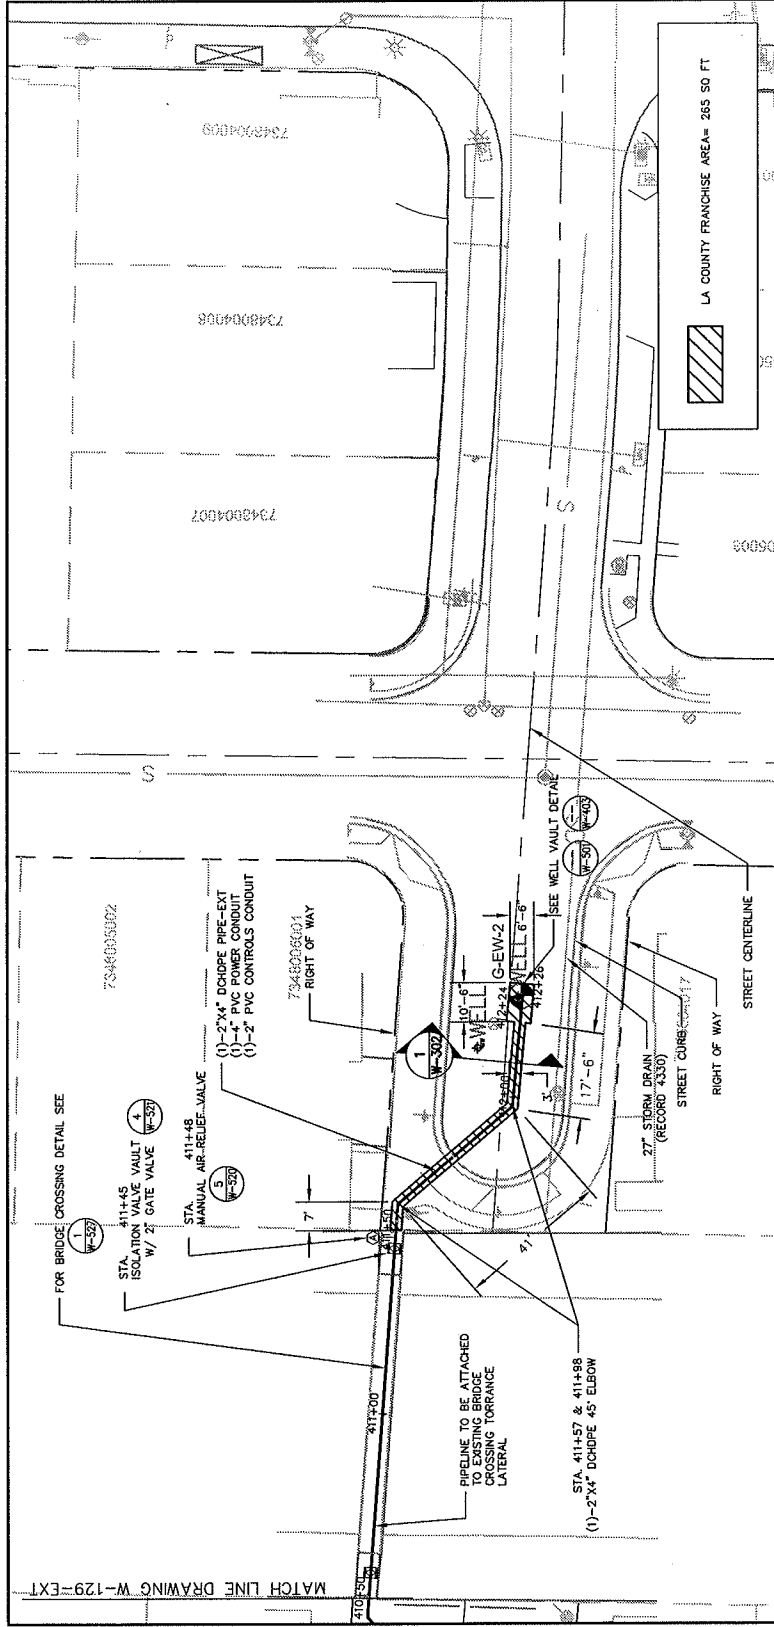 MATCH LINE DRAWING W-129-EXT
410+50
PIPELINE TO BE ATTACHED
TO EXISTING BRIDGE
CROSSING TORRANCE
LATERAL
STA. 411+57 & 411+98
(1)-2"X4" DCHDPE 45° ELBOW
411+00
FOR BRIDGE CROSSING DETAIL SEE
1
W-527
STA. 411+45
ISOLATION VALVE VAULT
W/ 2" GATE VALVE
4
W-521
STA. 411+48
MANUAL AIR-RELIEF VALVE
5
W-520
A
411+50
7'
41'
(1)-2"X4" DCHDPE PIPE-EXT
(1)-4" PVC POWER CONDUIT
(1)-2" PVC CONTROLS CONDUIT
7348005002
7348006001
RIGHT OF WAY
1
W-302
412+00
3'
17'-6"
10'-6"
WELL
412+24
G-EW-2
WELL
6'-6"
412+26
SEE WELL VAULT DETAIL
W-501
W-403
27" STORM DRAIN
(RECORD 4330)
STREET CURB
RIGHT OF WAY
STREET CENTERLINE
S
S
7348004007
7348004008
7348004009
LA COUNTY FRANCHISE AREA= 265 SQ FT